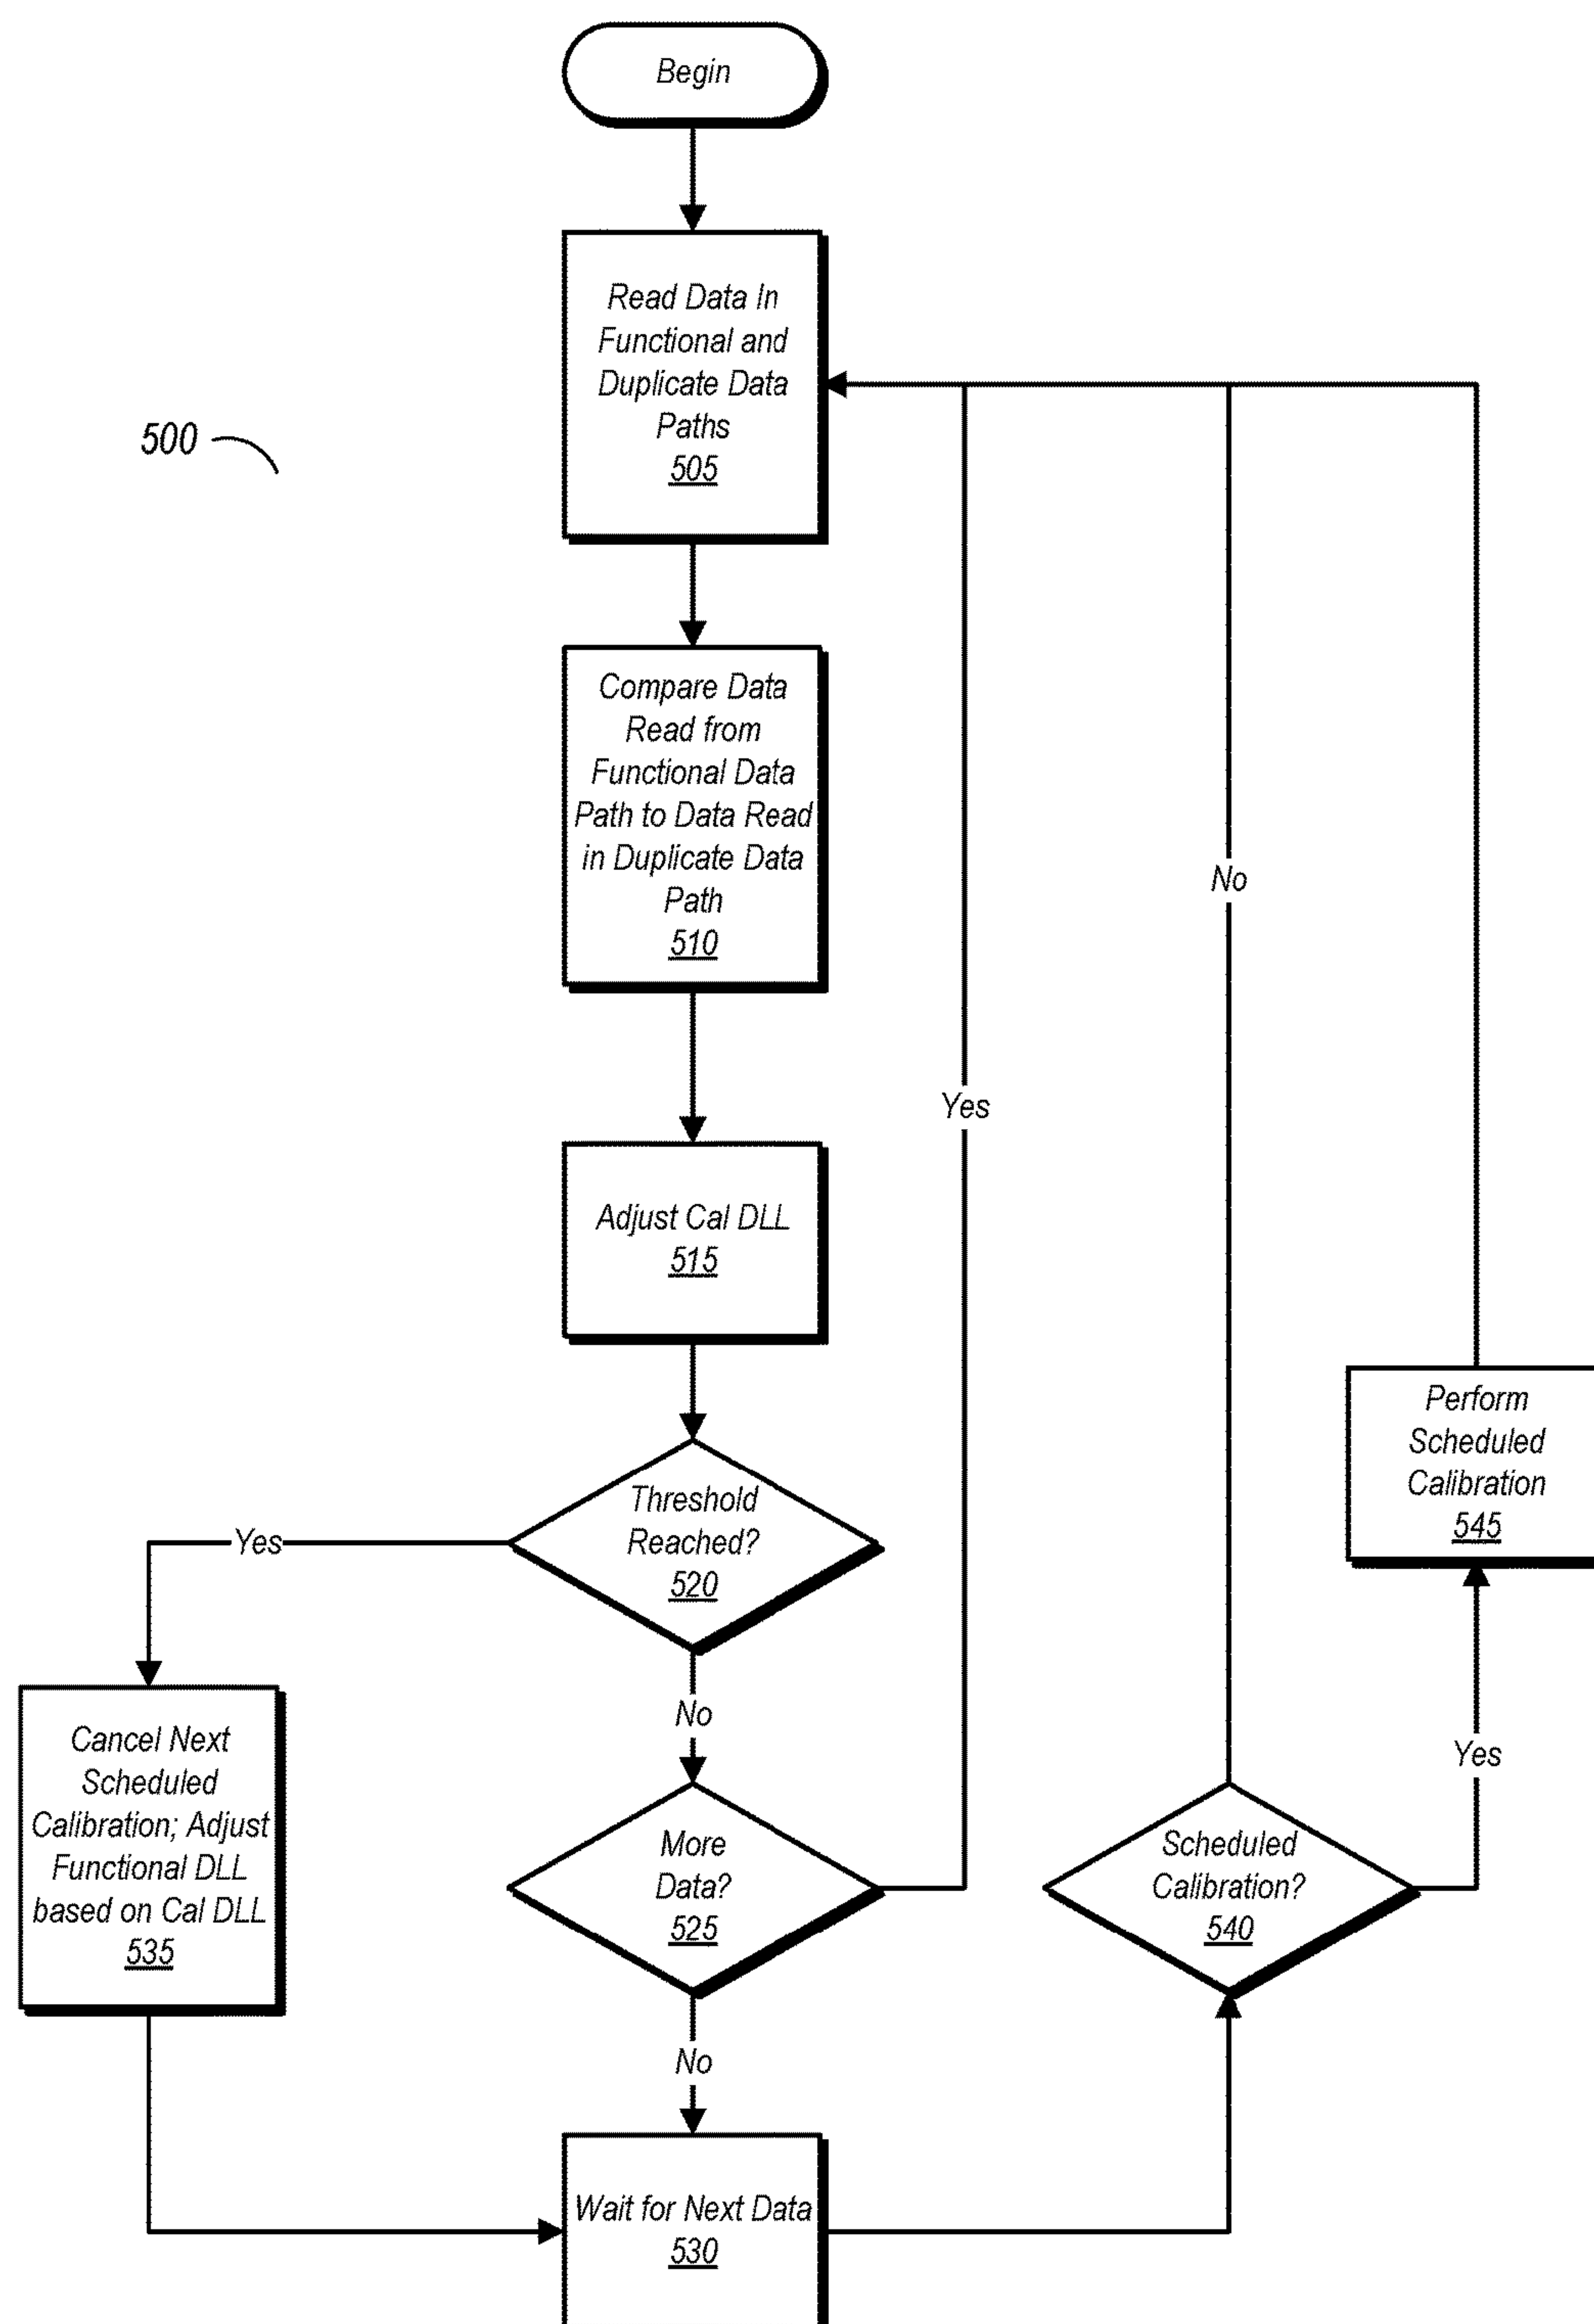 Begin
Read Data In
Functional and
Duplicate Data
Paths
505
500
Compare Data
Read from
Functional Data
Path to Data Read
in Duplicate Data
Path
510
No
Yes
Adjust Cal DLL
515
Perform
Scheduled
Calibration
545
Threshold
Reached?
520
Yes
No
Cancel Next
Scheduled
Calibration; Adjust
Functional DLL
based on Cal DLL
535
More
Data?
525
Scheduled
Calibration?
540
Yes
No
Wait for Next Data
530